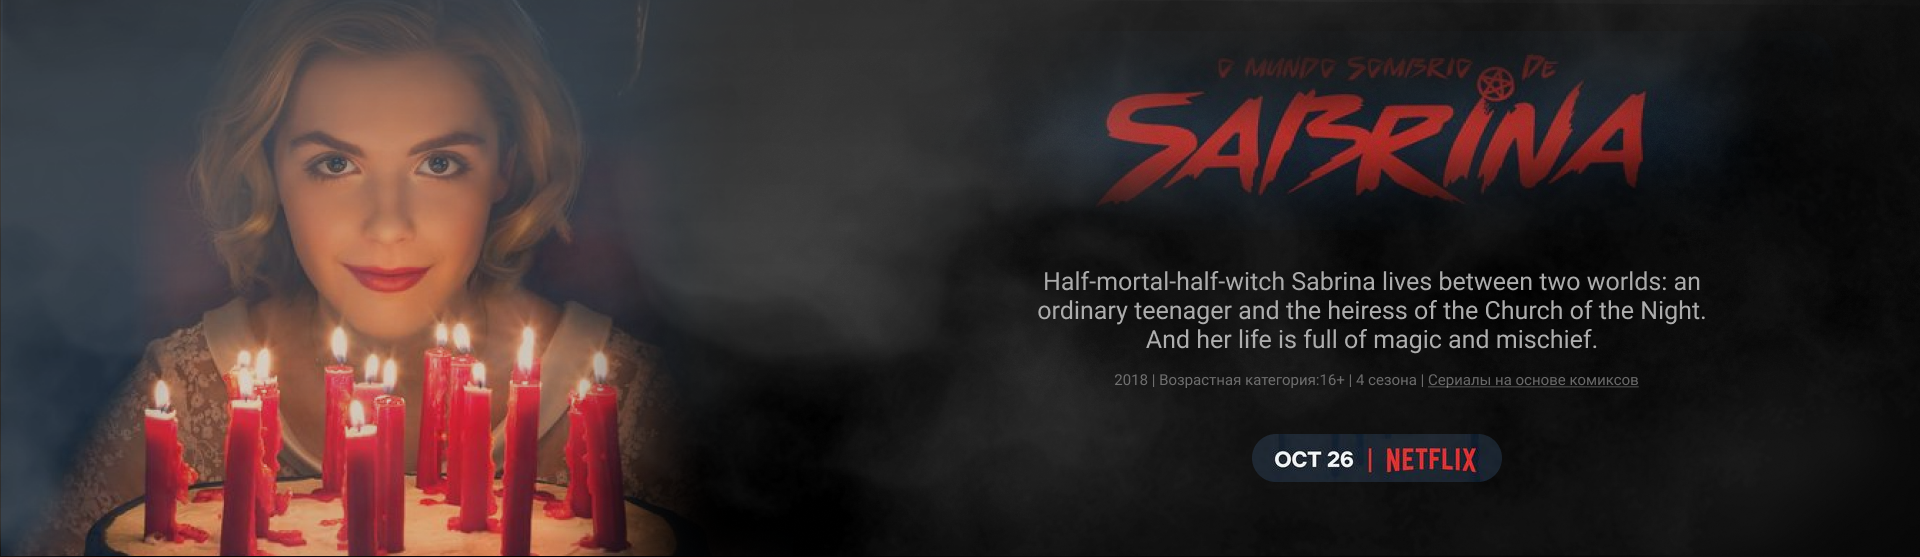 O MUNDO SOMBRIO DE
SABRINA
Half-mortal-half-witch Sabrina lives between two worlds: an
ordinary teenager and the heiress of the Church of the Night.
And her life is full of magic and mischief.
2018 | Возрастная категория:16+ | 4 сезона | Сериалы на основе комиксов
OCT 26 | NETFLIX